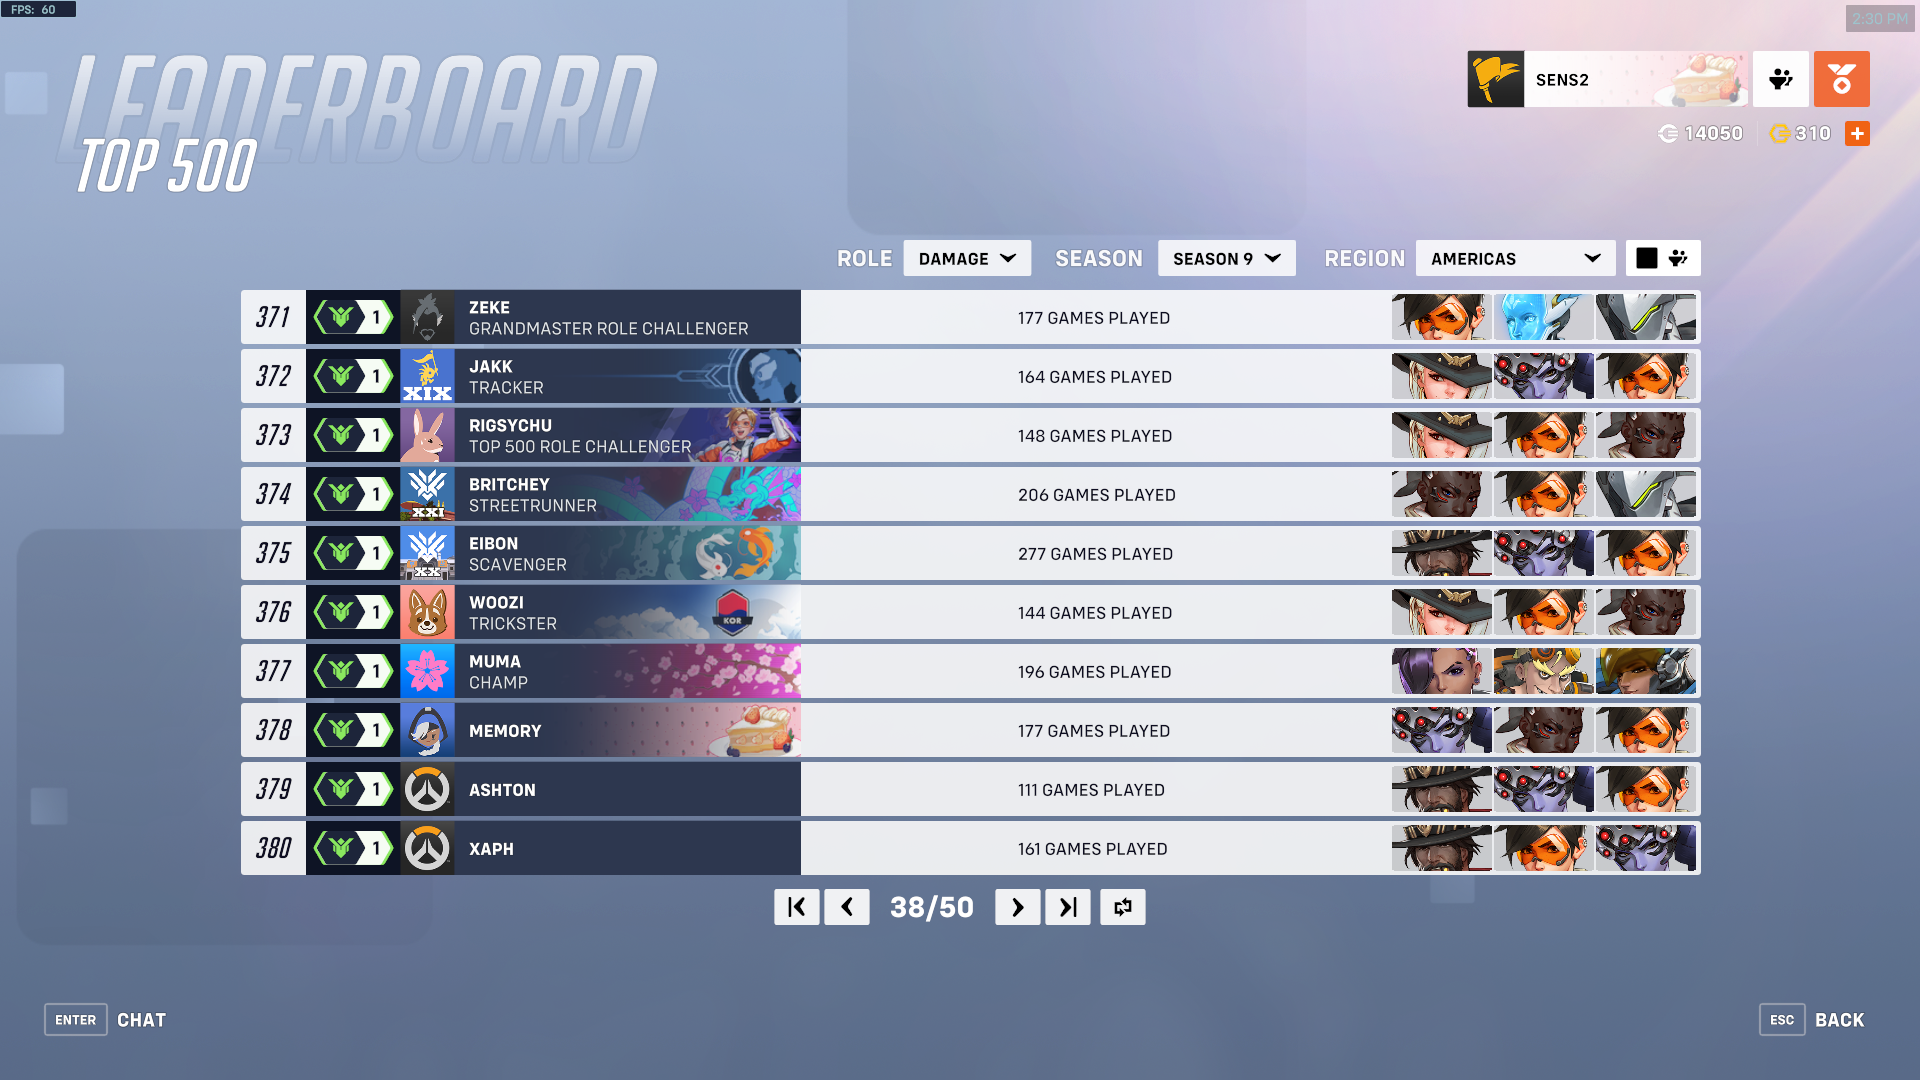 FPS: 60
2:30 PM
LEADERBOARD
TOP 500
SENS2
14050
310
ROLE DAMAGE SEASON SEASON 9 REGION AMERICAS
371 1 ZEKE 177 GAMES PLAYED
GRANDMASTER ROLE CHALLENGER
372 1 JAKK 164 GAMES PLAYED
TRACKER
XIX
373 1 RIGSYCHU 148 GAMES PLAYED
TOP 500 ROLE CHALLENGER
374 1 BRITCHEY 206 GAMES PLAYED
STREETRUNNER
XXI
375 1 EIBON 277 GAMES PLAYED
SCAVENGER
XX
376 1 WOOZI 144 GAMES PLAYED
TRICKSTER
KOR
377 1 MUMA 196 GAMES PLAYED
CHAMP
378 1 MEMORY 177 GAMES PLAYED
379 1 ASHTON 111 GAMES PLAYED
380 1 XAPH 161 GAMES PLAYED
38/50
ENTER CHAT
ESC BACK